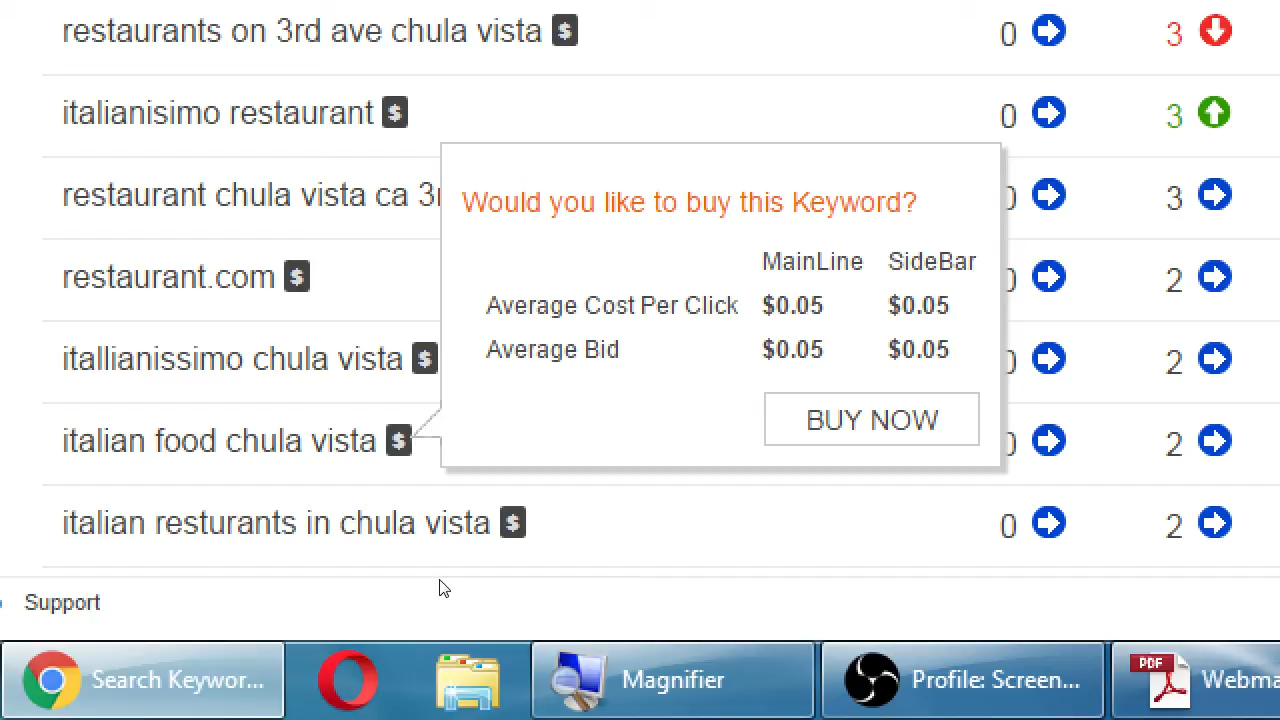 restaurants on 3rd ave chula vista $ 0 3
italianisimo restaurant $ 0 3
restaurant chula vista ca 3 3
restaurant.com $ 2
itallianissimo chula vista $ 2
italian food chula vista $ 2
italian resturants in chula vista $ 0 2
Would you like to buy this Keyword?
MainLine SideBar
Average Cost Per Click $0.05 $0.05
Average Bid $0.05 $0.05
BUY NOW
Support
Search Keywor... Magnifier Profile: Screen... PDF Webma